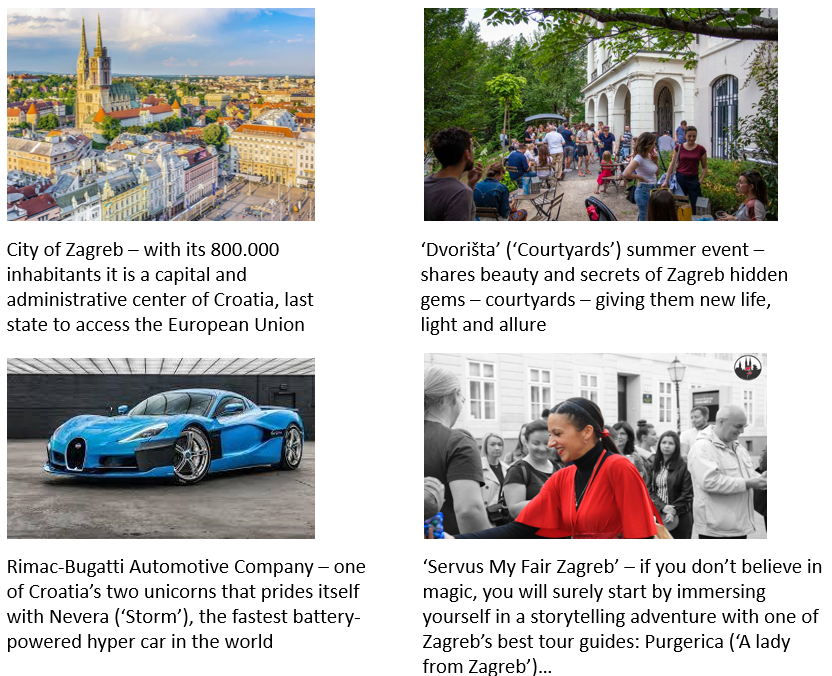 City of Zagreb – with its 800.000
inhabitants it is a capital and
administrative center of Croatia, last
state to access the European Union
‘Dvorišta’ (‘Courtyards’) summer event –
shares beauty and secrets of Zagreb hidden
gems – courtyards – giving them new life,
light and allure
Rimac-Bugatti Automotive Company – one
of Croatia’s two unicorns that prides itself
with Nevera (‘Storm’), the fastest battery-
powered hyper car in the world
‘Servus My Fair Zagreb’ – if you don’t believe in
magic, you will surely start by immersing
yourself in a storytelling adventure with one of
Zagreb’s best tour guides: Purgerica (‘A lady
from Zagreb’)…